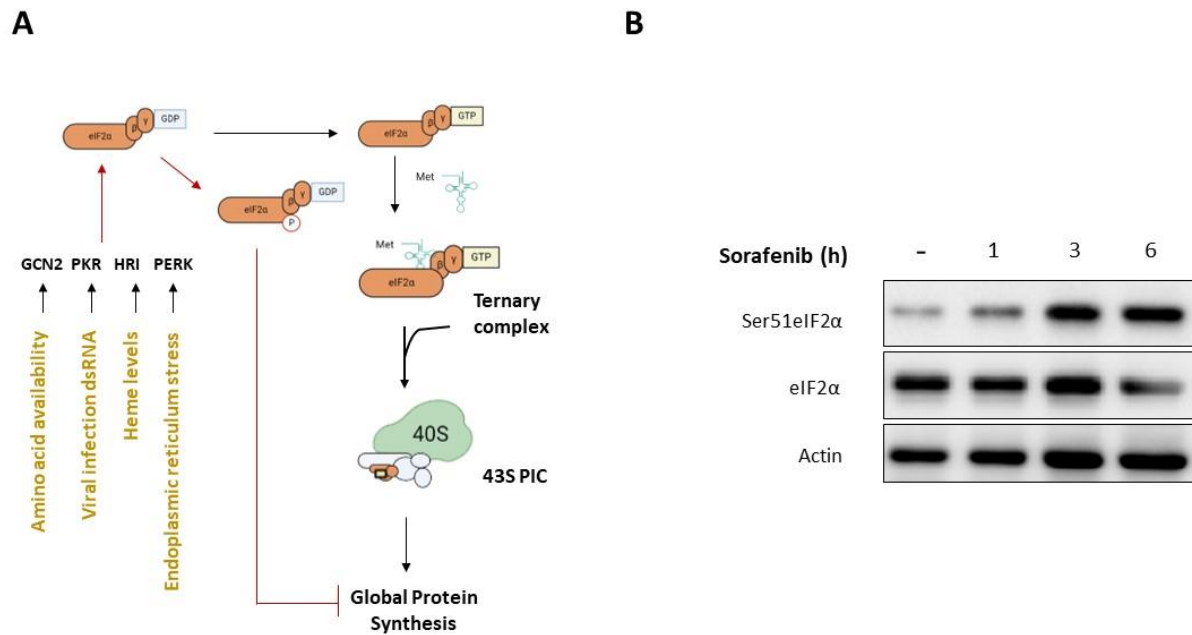 A
B
eIF2α
β
γ
GDP
eIF2α
β
γ
GTP
Met
eIF2α
β
γ
GDP
P
Met
eIF2α
β
γ
GTP
GCN2 PKR HRI PERK
Ternary
complex
Amino acid availability
Viral infection dsRNA
Heme levels
Endoplasmic reticulum stress
40S
43S PIC
Global Protein
Synthesis
Sorafenib (h) - 1 3 6
Ser51eIF2α
eIF2α
Actin